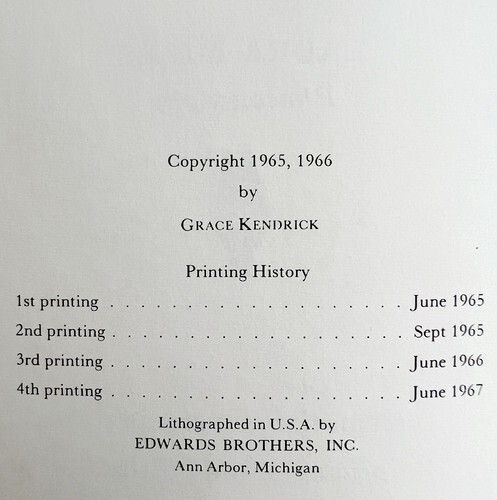 Copyright 1965, 1966
by
GRACE KENDRICK
Printing History
1st printing . . . . . . . . . . . . . . . . . . June 1965
2nd printing . . . . . . . . . . . . . . . . . . Sept 1965
3rd printing . . . . . . . . . . . . . . . . . . June 1966
4th printing . . . . . . . . . . . . . . . . . . June 1967
Lithographed in U.S.A. by
EDWARDS BROTHERS, INC.
Ann Arbor, Michigan